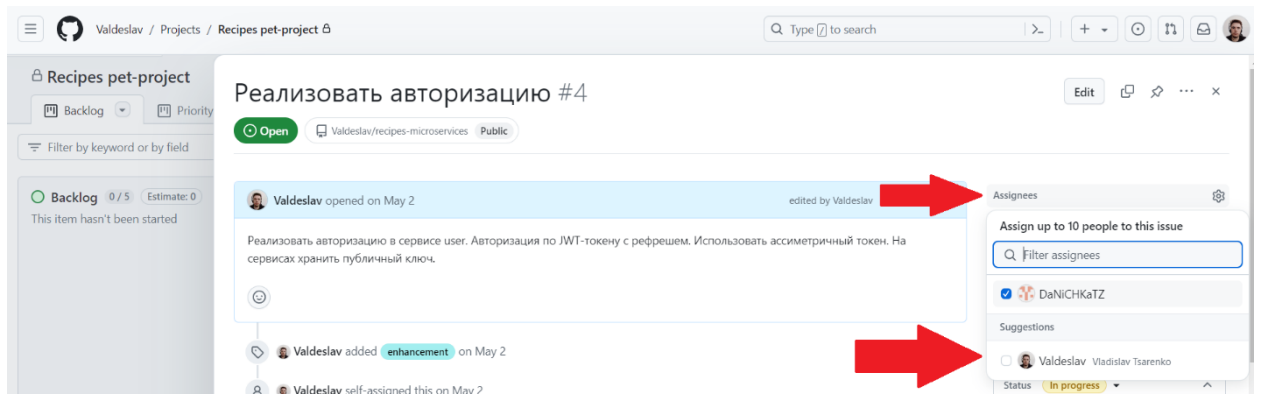 Valdeslav / Projects / Recipes pet-project
Type / to search
Recipes pet-project
Backlog
Priority
Filter by keyword or by field
Backlog 0 / 5 Estimate: 0
This item hasn't been started
Реализовать авторизацию #4
Edit
Open
Valdeslav/recipes-microservices Public
Valdeslav opened on May 2
edited by Valdeslav
Реализовать авторизацию в сервисе user. Авторизация по JWT-токену с рефрешем. Использовать ассиметричный токен. На
сервисах хранить публичный ключ.
Valdeslav added enhancement on May 2
Valdeslav self-assigned this on May 2
Assignees
Assign up to 10 people to this issue
Filter assignees
DaNiCHKaTZ
Suggestions
Valdeslav Vladislav Tsarenko
Status In progress